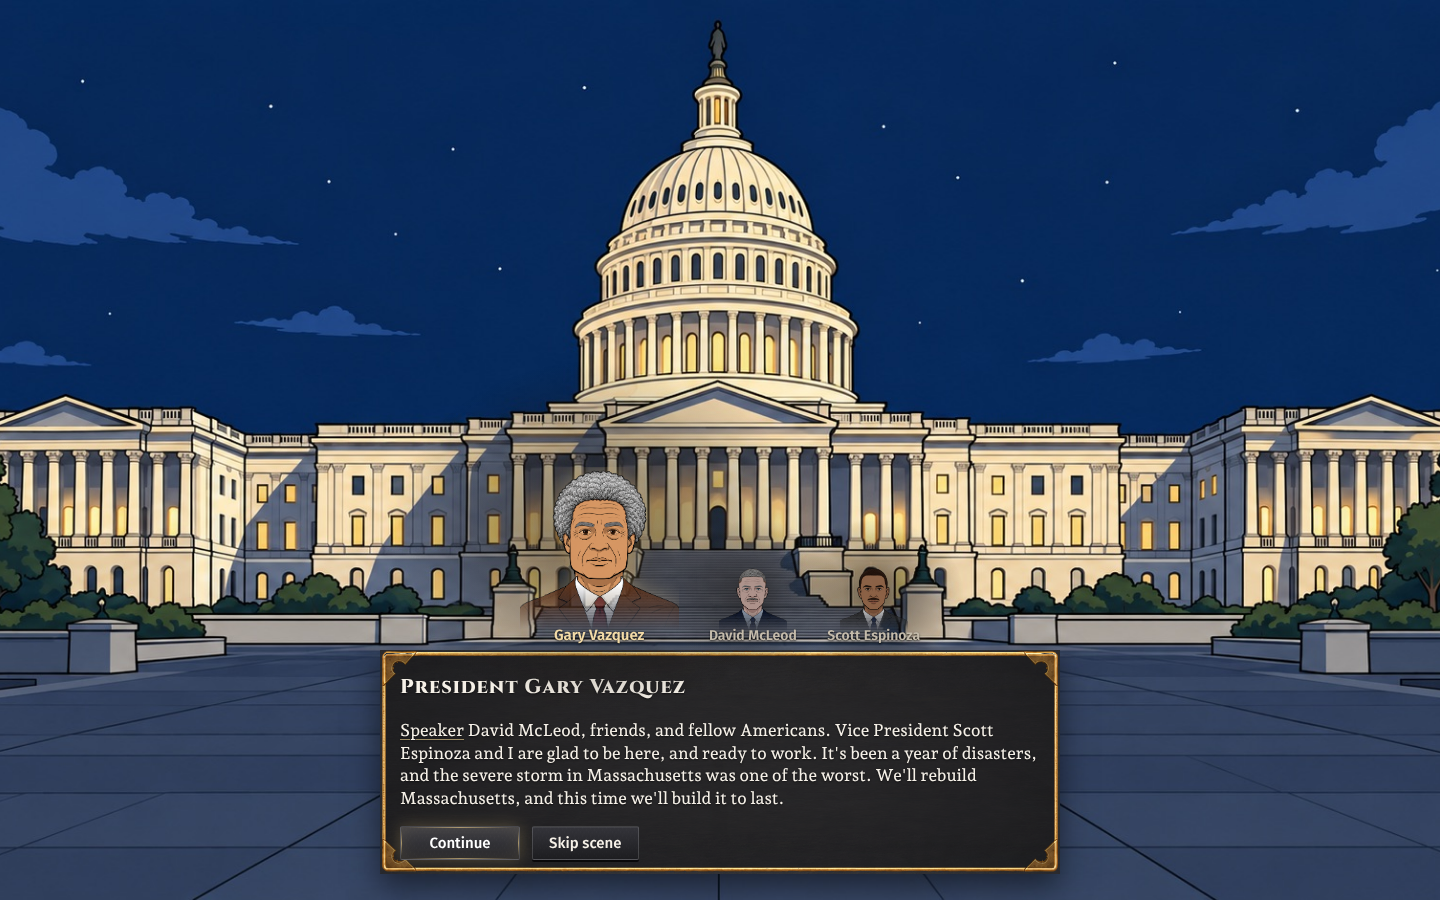 Gary Vazquez
David McLeod
Scott Espinoza
President Gary Vazquez
Speaker David McLeod, friends, and fellow Americans. Vice President Scott
Espinoza and I are glad to be here, and ready to work. It's been a year of disasters,
and the severe storm in Massachusetts was one of the worst. We'll rebuild
Massachusetts, and this time we'll build it to last.
Continue
Skip scene